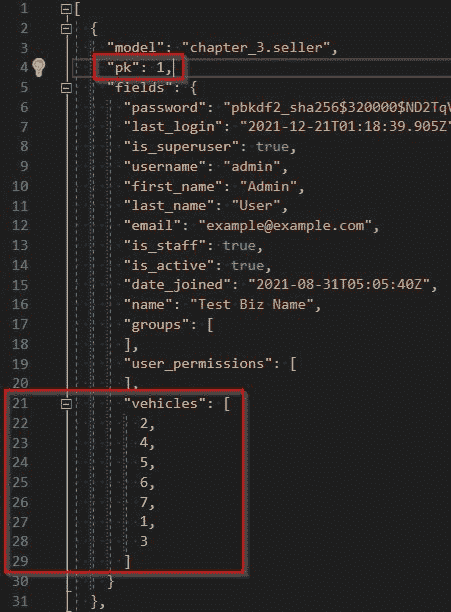 1 [
2 {
3 "model": "chapter_3.seller",
4 "pk": 1,
5 "fields": {
6 "password": "pbkdf2_sha256$320000$ND2TqV
7 "last_login": "2021-12-21T01:18:39.905Z",
8 "is_superuser": true,
9 "username": "admin",
10 "first_name": "Admin",
11 "last_name": "User",
12 "email": "example@example.com",
13 "is_staff": true,
14 "is_active": true,
15 "date_joined": "2021-08-31T05:05:40Z",
16 "name": "Test Biz Name",
17 "groups": [
18 ],
19 "user_permissions": [
20 ],
21 "vehicles": [
22 2,
23 4,
24 5,
25 6,
26 7,
27 1,
28 3
29 ]
30 }
31 },